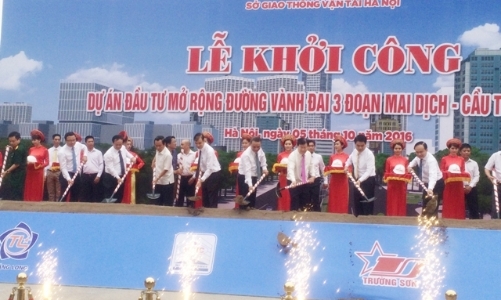 SỞ GIAO THÔNG VẬN TẢI HÀ NỘI
LỄ KHỞI CÔNG
DỰ ÁN ĐẦU TƯ MỞ RỘNG ĐƯỜNG VÀNH ĐAI 3 ĐOẠN MAI DỊCH - CẦU T
Hà Nội, ngày 05 tháng 10 năm 2016
TRƯỜNG SƠN